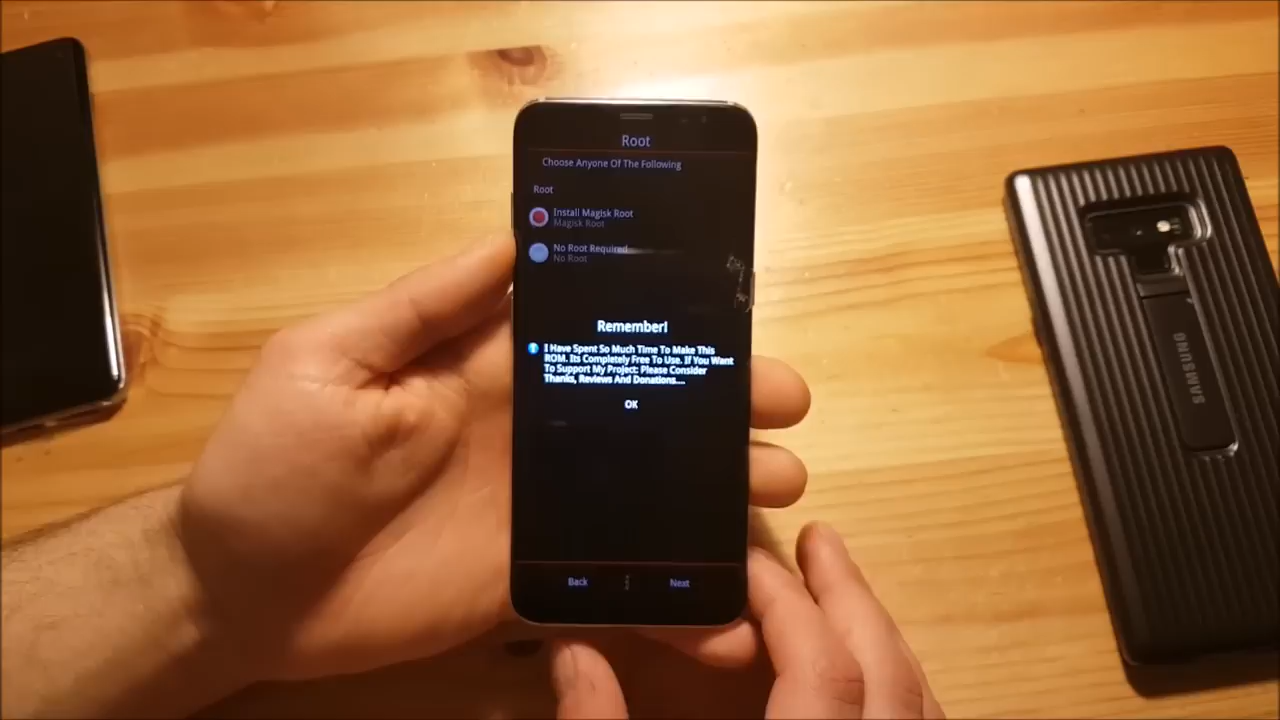 Root
Choose Anyone Of The Following
Root
Install Magisk Root
Magisk Root
No Root Required
No Root
Remember!
I Have Spent So Much Time To Make This
ROM. Its Completely Free To Use. If You Want
To Support My Project: Please Consider
Thanks, Reviews And Donations....
OK
Back
Next
SAMSUNG